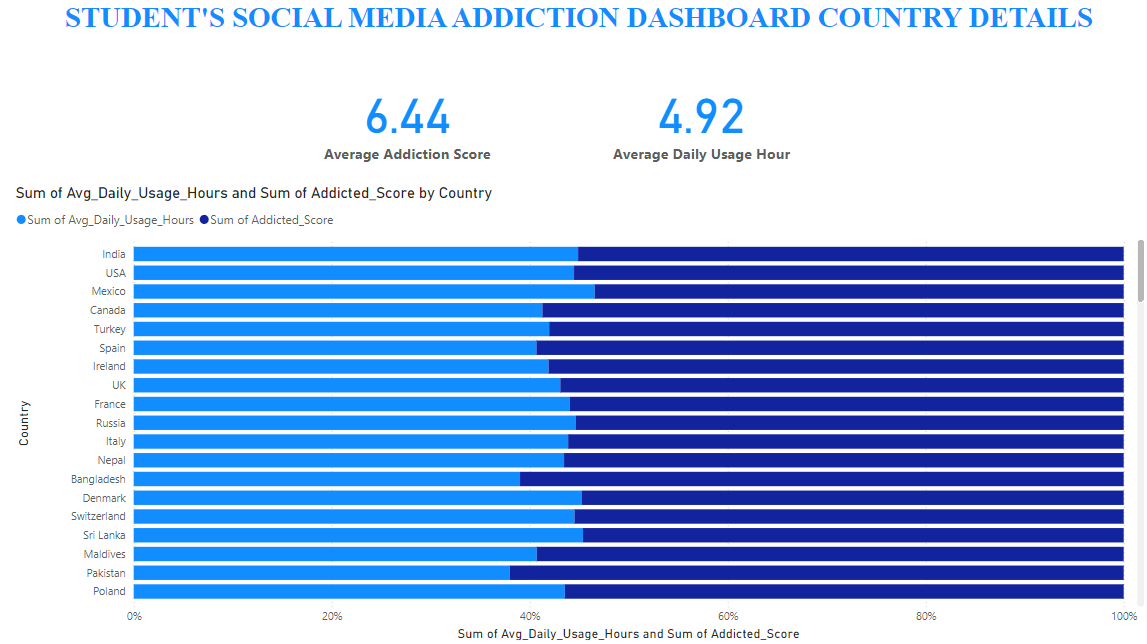 STUDENT'S SOCIAL MEDIA ADDICTION DASHBOARD COUNTRY DETAILS
6.44
Average Addiction Score
4.92
Average Daily Usage Hour
Sum of Avg_Daily_Usage_Hours and Sum of Addicted_Score by Country
Sum of Avg_Daily_Usage_Hours Sum of Addicted_Score
Country
India
USA
Mexico
Canada
Turkey
Spain
Ireland
UK
France
Russia
Italy
Nepal
Bangladesh
Denmark
Switzerland
Sri Lanka
Maldives
Pakistan
Poland
0% 20% 40% 60% 80% 100%
Sum of Avg_Daily_Usage_Hours and Sum of Addicted_Score